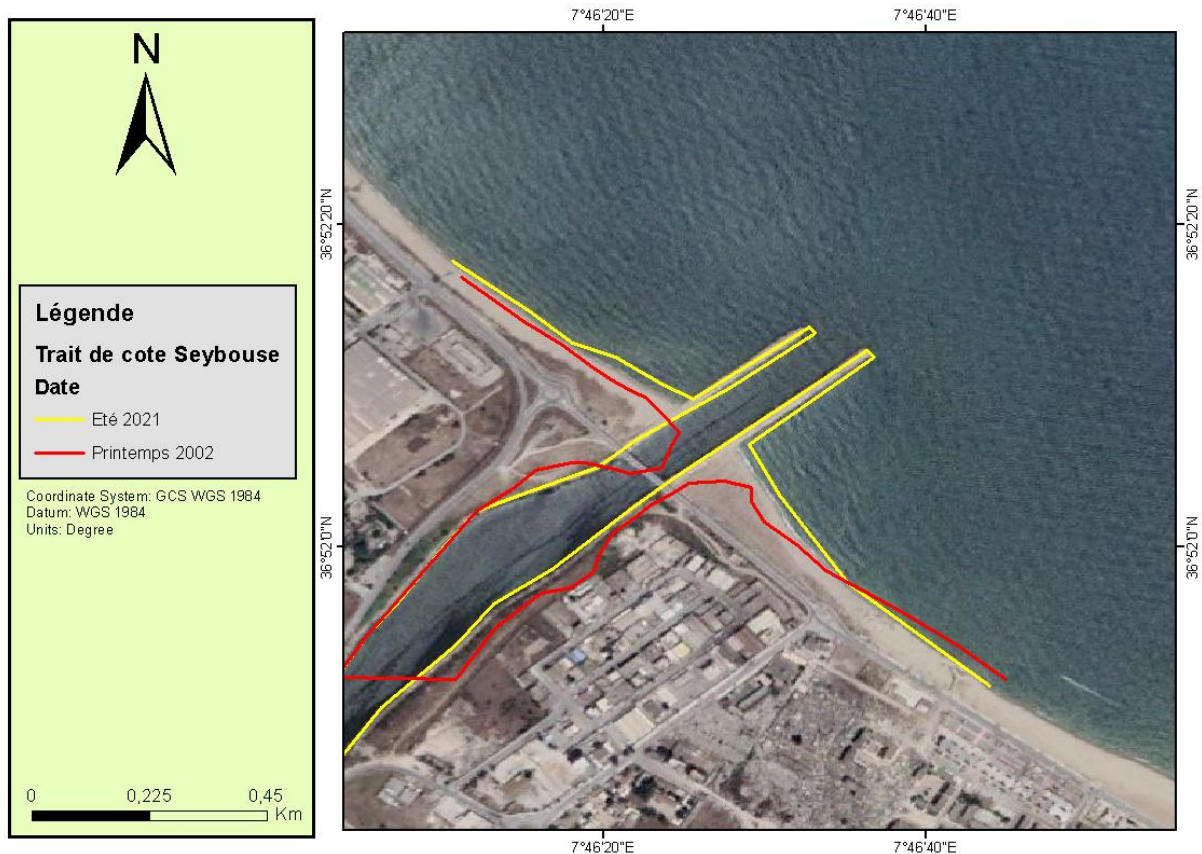 N
Légende
Trait de cote Seybouse
Date
Eté 2021
Printemps 2002
Coordinate System: GCS WGS 1984
Datum: WGS 1984
Units: Degree
0 0,225 0,45
Km
7°46'20"E 7°46'40"E
36°52'20"N 36°52'20"N
36°52'0"N 36°52'0"N
7°46'20"E 7°46'40"E